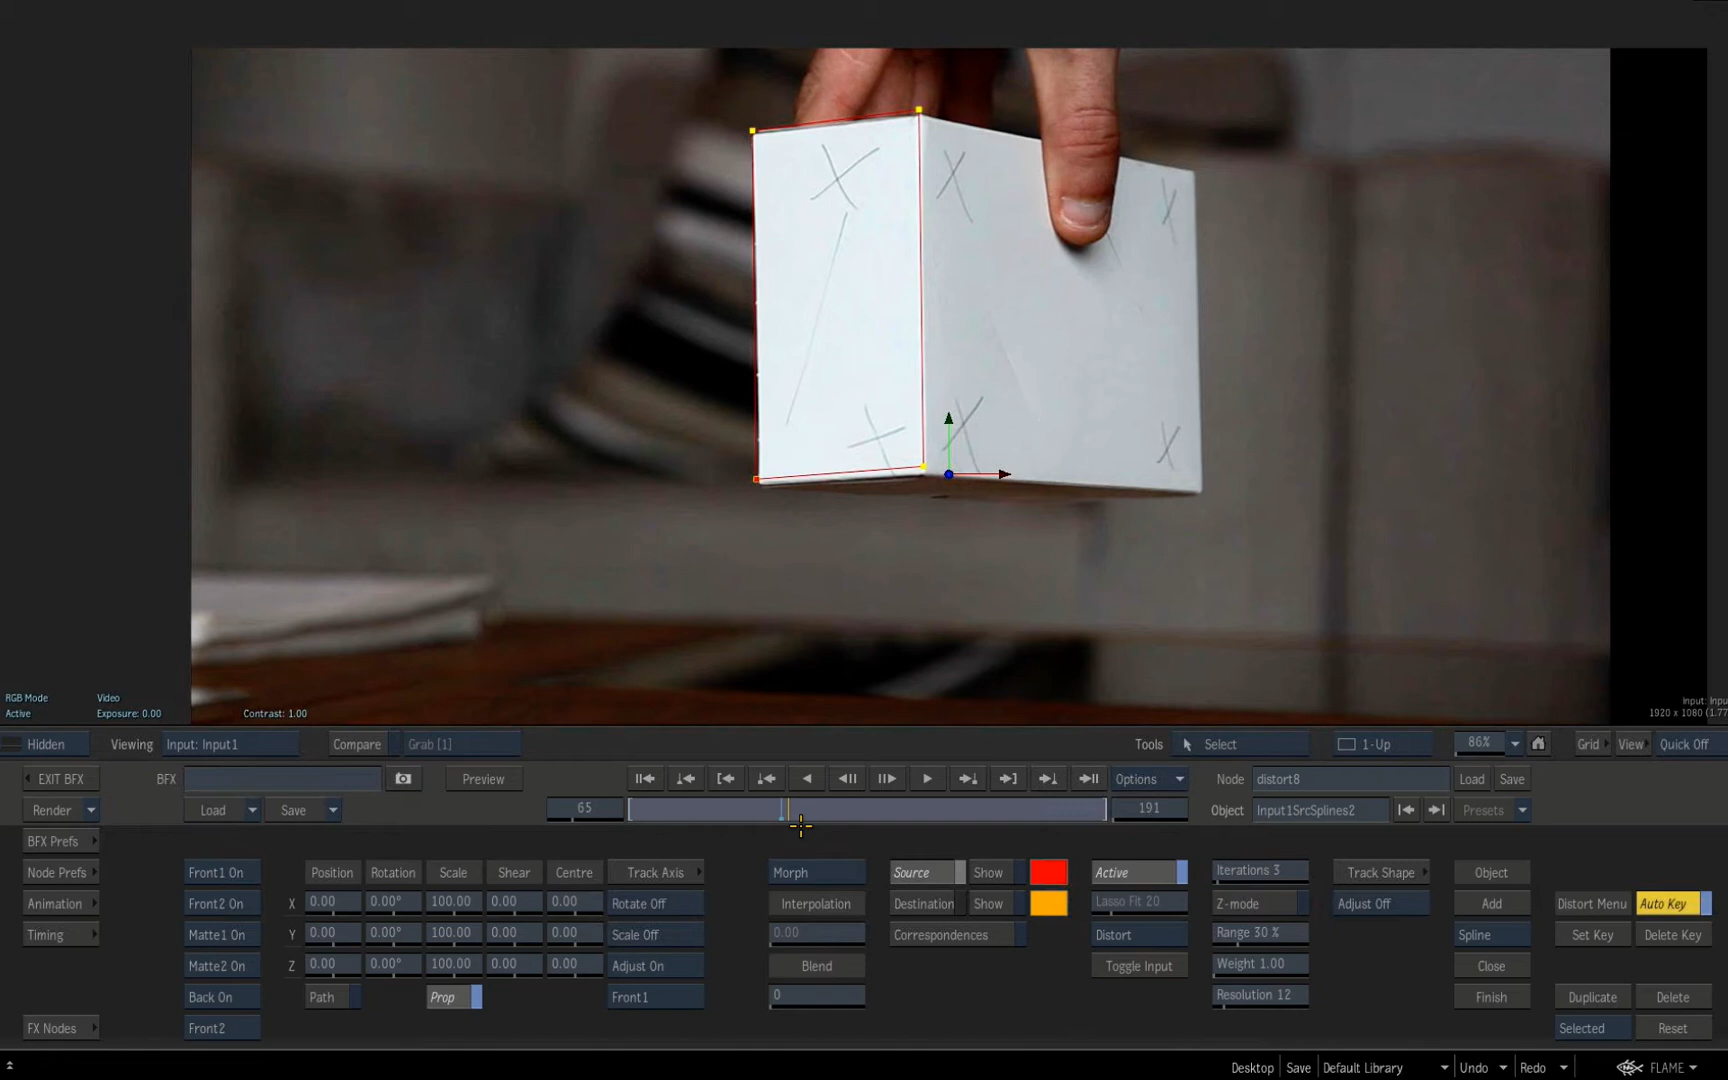 RGB Mode Video
Active Exposure: 0.00 Contrast: 1.00
Input: Inpu
1920 x 1080 (1.77
Hidden Viewing Input: Input1 Compare Grab [1] Tools Select 1-Up 86% Grid View Quick Off
EXIT BFX BFX Preview Options Node distort8 Load Save
Render Load Save 65 191 Object Input1SrcSplines2 Presets
BFX Prefs
Node Prefs Front1 On Position Rotation Scale Shear Centre Track Axis Morph Source Show Active Iterations 3 Track Shape Object
Animation Front2 On X 0.00 0.00° 100.00 0.00 0.00 Rotate Off Interpolation Destination Show Lasso Fit 20 Z-mode Adjust Off Add Distort Menu Auto Key
Timing Matte1 On Y 0.00 0.00° 100.00 0.00 0.00 Scale Off 0.00 Correspondences Distort Range 30 % Spline Set Key Delete Key
Matte2 On Z 0.00 0.00° 100.00 0.00 0.00 Adjust On Blend Toggle Input Weight 1.00 Close
Back On Path Prop Front1 0 Resolution 12 Finish Duplicate Delete
FX Nodes Front2 Selected Reset
Desktop Save Default Library Undo Redo FLAME